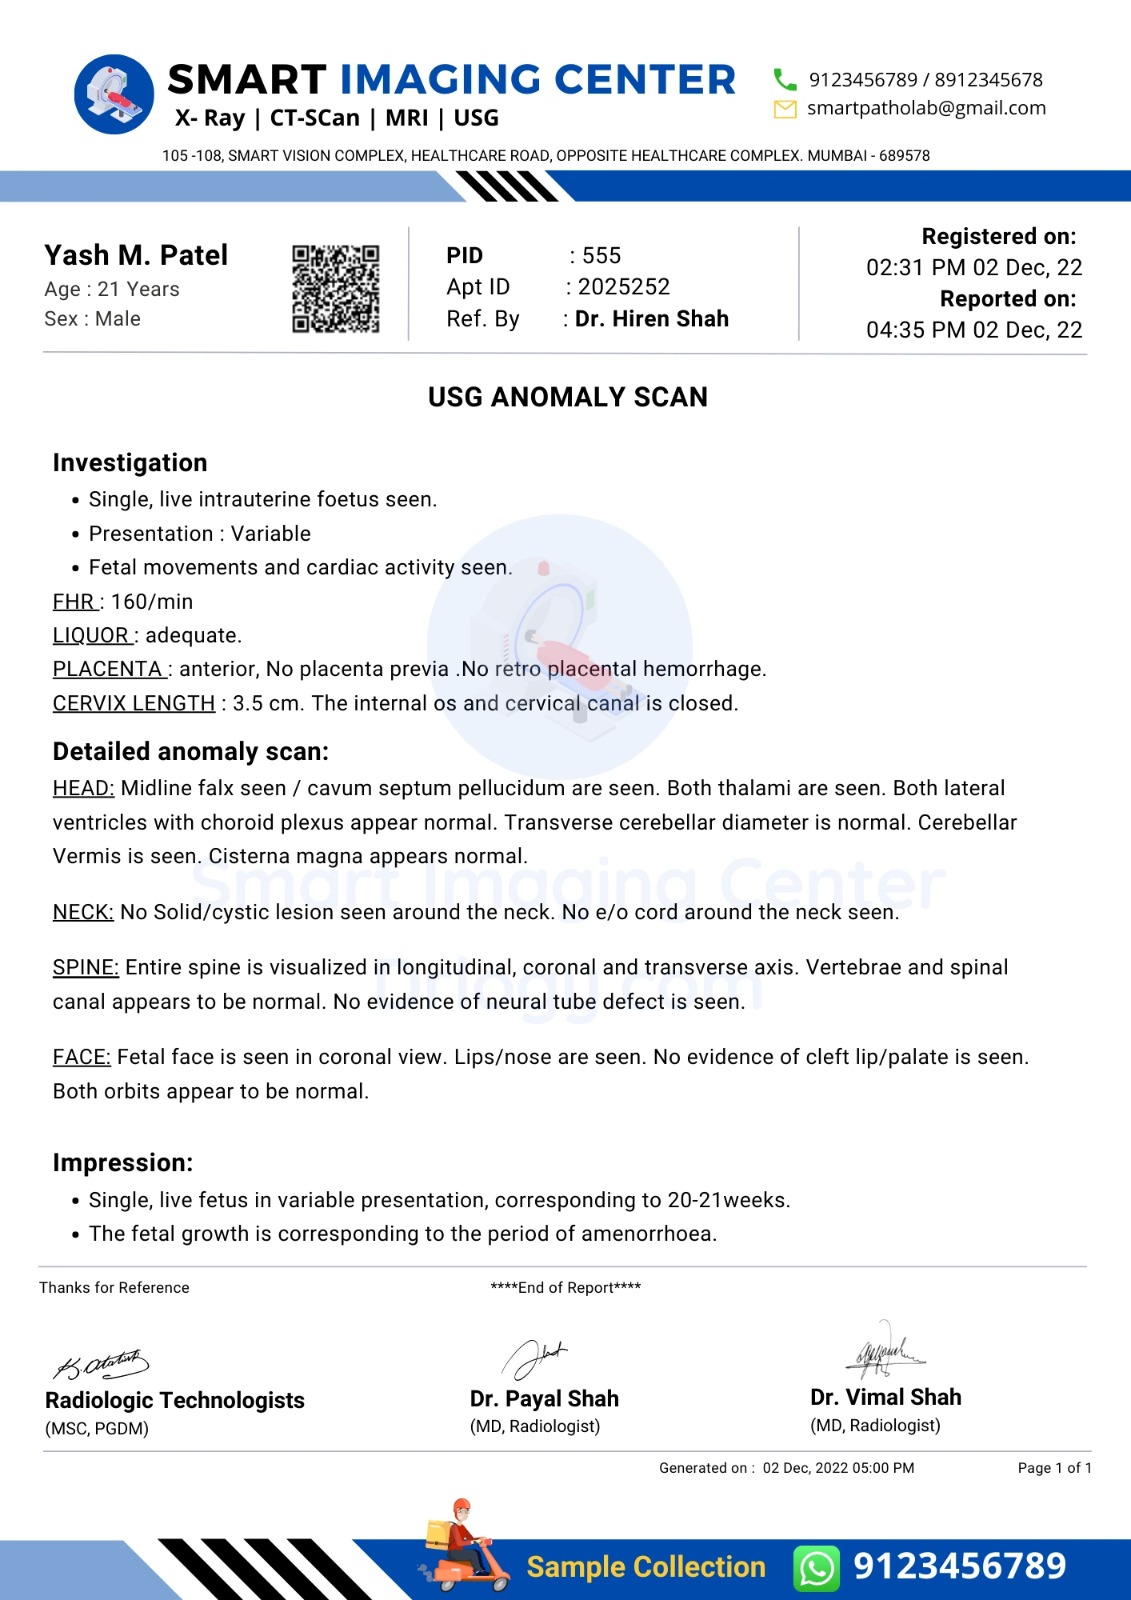 SMART IMAGING CENTER
X- Ray | CT-SCan | MRI | USG
9123456789 / 8912345678
smartpatholab@gmail.com
105 -108, SMART VISION COMPLEX, HEALTHCARE ROAD, OPPOSITE HEALTHCARE COMPLEX. MUMBAI - 689578
Yash M. Patel
Age : 21 Years
Sex : Male
PID : 555
Apt ID : 2025252
Ref. By : Dr. Hiren Shah
Registered on:
02:31 PM 02 Dec, 22
Reported on:
04:35 PM 02 Dec, 22
USG ANOMALY SCAN
Investigation
• Single, live intrauterine foetus seen.
• Presentation : Variable
• Fetal movements and cardiac activity seen.
FHR : 160/min
LIQUOR : adequate.
PLACENTA : anterior, No placenta previa .No retro placental hemorrhage.
CERVIX LENGTH : 3.5 cm. The internal os and cervical canal is closed.
Detailed anomaly scan:
HEAD: Midline falx seen / cavum septum pellucidum are seen. Both thalami are seen. Both lateral
ventricles with choroid plexus appear normal. Transverse cerebellar diameter is normal. Cerebellar
Vermis is seen. Cisterna magna appears normal.
Smart Imaging Center
NECK: No Solid/cystic lesion seen around the neck. No e/o cord around the neck seen.
SPINE: Entire spine is visualized in longitudinal, coronal and transverse axis. Vertebrae and spinal
Drlogy.com
canal appears to be normal. No evidence of neural tube defect is seen.
FACE: Fetal face is seen in coronal view. Lips/nose are seen. No evidence of cleft lip/palate is seen.
Both orbits appear to be normal.
Impression:
• Single, live fetus in variable presentation, corresponding to 20-21weeks.
• The fetal growth is corresponding to the period of amenorrhoea.
Thanks for Reference
****End of Report****
Radiologic Technologists
(MSC, PGDM)
Dr. Payal Shah
(MD, Radiologist)
Dr. Vimal Shah
(MD, Radiologist)
Generated on : 02 Dec, 2022 05:00 PM
Page 1 of 1
Sample Collection
9123456789